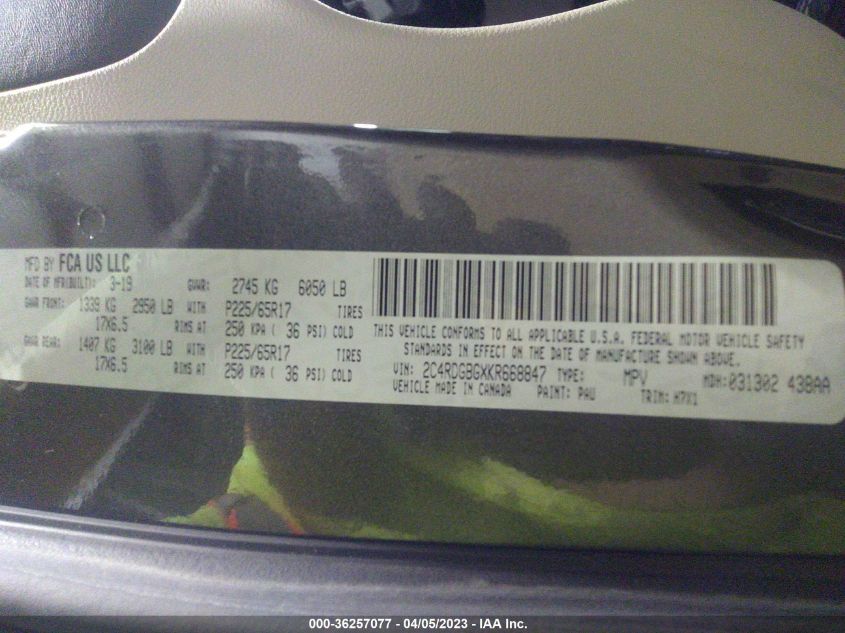 MFD BY FCA US LLC
DATE OF MFR(BUILT): 3-19 GVWR: 2745 KG 6050 LB
GAWR FRONT: 1339 KG 2950 LB WITH P225/65R17 TIRES
17X6.5 RIMS AT 250 KPA ( 36 PSI) COLD
GAWR REAR: 1407 KG 3100 LB WITH P225/65R17 TIRES
17X6.5 RIMS AT 250 KPA ( 36 PSI) COLD
THIS VEHICLE CONFORMS TO ALL APPLICABLE U.S.A. FEDERAL MOTOR VEHICLE SAFETY
STANDARDS IN EFFECT ON THE DATE OF MANUFACTURE SHOWN ABOVE.
VIN: 2C4RDGBGXKR668847 TYPE: MPV MDH: 031302 438AA
VEHICLE MADE IN CANADA PAINT: PAU TRIM: H7X1
000-36257077 - 04/05/2023 - IAA Inc.